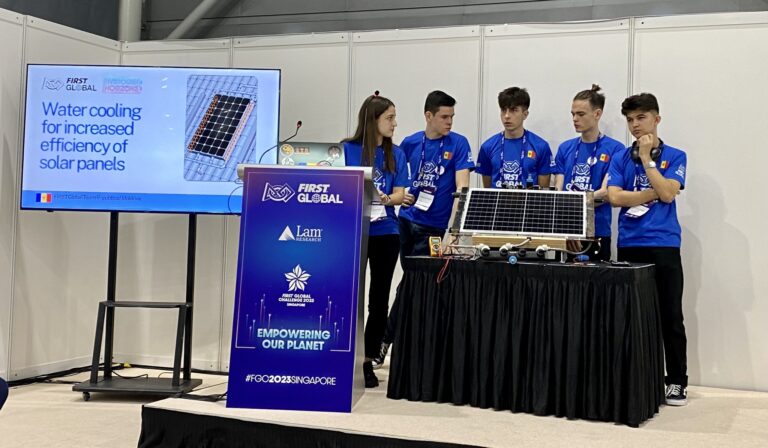 FIRST
GLOBAL
Water cooling
for increased
efficiency of
solar panels
FIRST
GLOBAL
Lam
RESEARCH
FIRST GLOBAL
CHALLENGE 2023
SINGAPORE
EMPOWERING
OUR PLANET
#FGC2023SINGAPORE
FIRST
GLOBAL